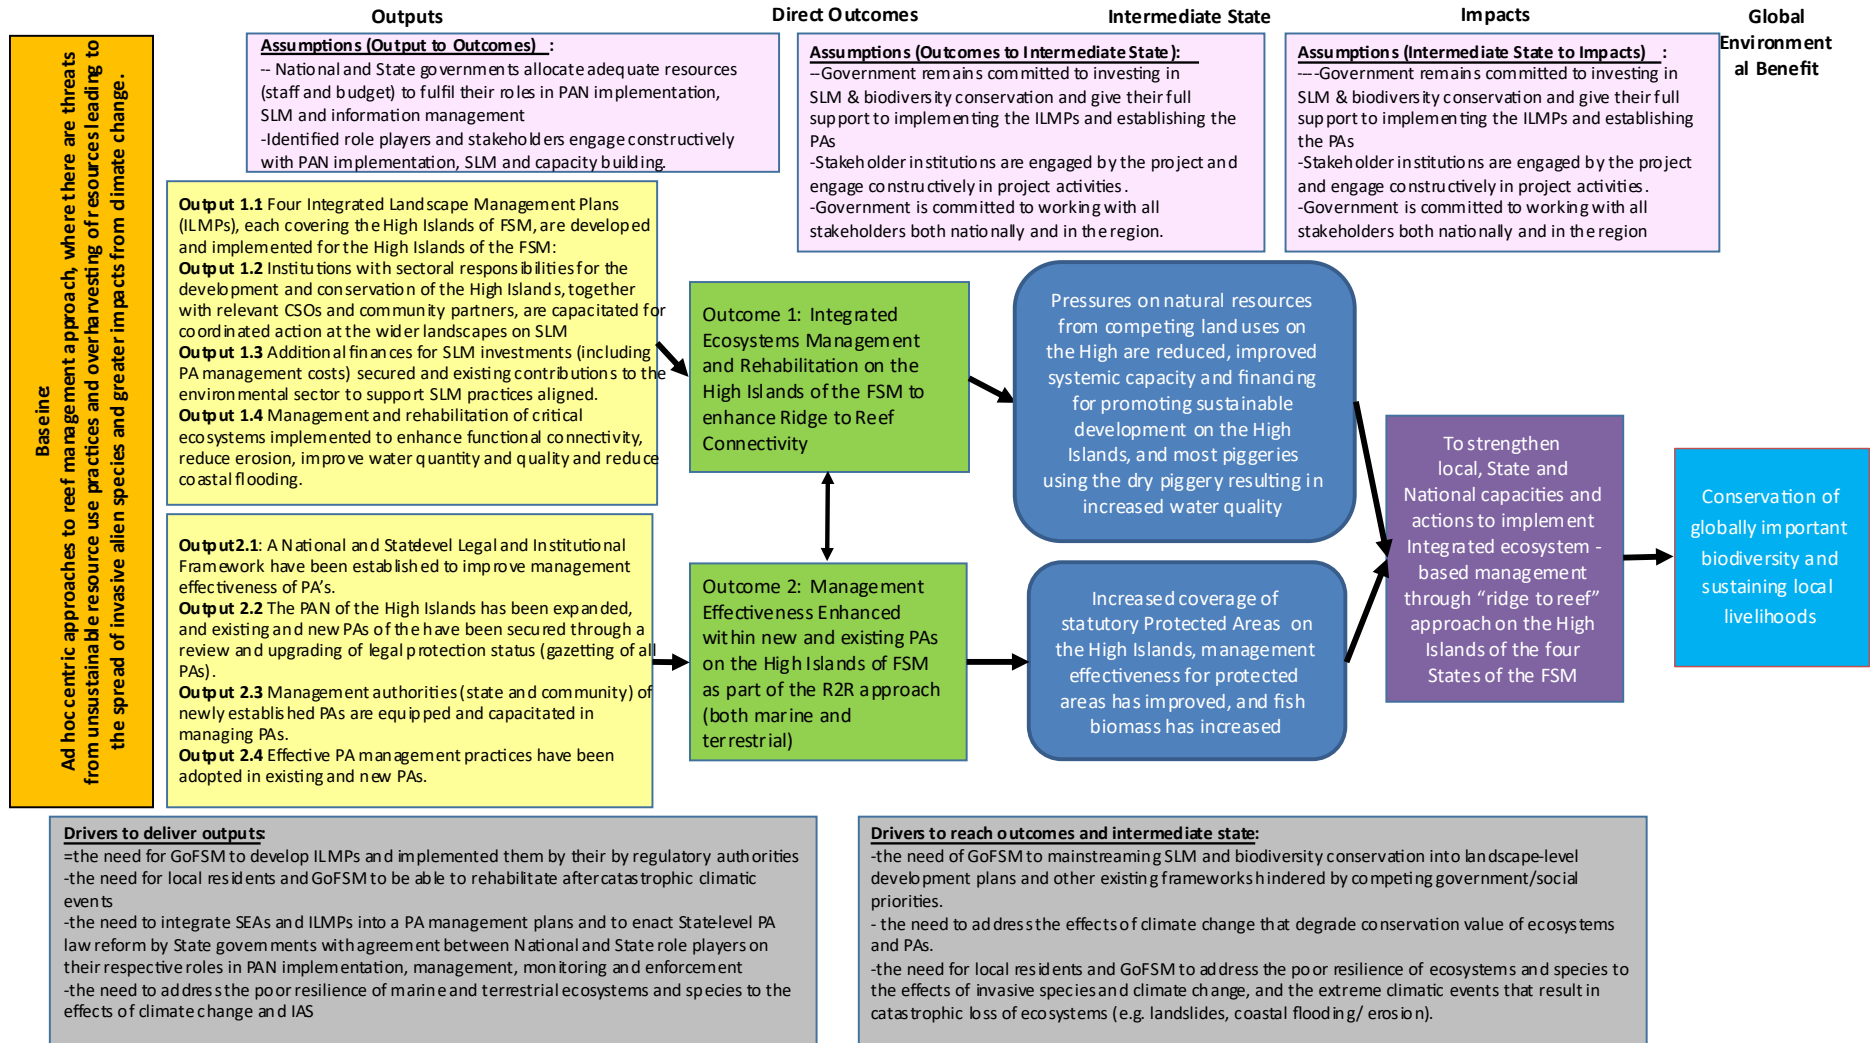 Outputs
Direct Outcomes
Intermediate State
Impacts
Global
Environment
al Benefit
Baseline:
Ad hoc centric approaches to reef management approach, where there are threats
from unsustainable resource use practices and overharvesting of resources leading to
the spread of invasive alien species and greater impacts from climate change.
Assumptions (Output to Outcomes) :
-- National and State governments allocate adequate resources
(staff and budget) to fulfil their roles in PAN implementation,
SLM and information management
-Identified role players and stakeholders engage constructively
with PAN implementation, SLM and capacity building.
Assumptions (Outcomes to Intermediate State):
--Government remains committed to investing in
SLM & biodiversity conservation and give their full
support to implementing the ILMPs and establishing the
PAs
-Stakeholder institutions are engaged by the project and
engage constructively in project activities.
-Government is committed to working with all
stakeholders both nationally and in the region.
Assumptions (Intermediate State to Impacts) :
----Government remains committed to investing in
SLM & biodiversity conservation and give their full
support to implementing the ILMPs and establishing
the PAs
-Stakeholder institutions are engaged by the project
and engage constructively in project activities.
-Government is committed to working with all
stakeholders both nationally and in the region
Output 1.1 Four Integrated Landscape Management Plans
(ILMPs), each covering the High Islands of FSM, are developed
and implemented for the High Islands of the FSM:
Output 1.2 Institutions with sectoral responsibilities for the
development and conservation of the High Islands, together
with relevant CSOs and community partners, are capacitated for
coordinated action at the wider landscapes on SLM
Output 1.3 Additional finances for SLM investments (including
PA management costs) secured and existing contributions to the
environmental sector to support SLM practices aligned.
Output 1.4 Management and rehabilitation of critical
ecosystems implemented to enhance functional connectivity,
reduce erosion, improve water quantity and quality and reduce
coastal flooding.
Output2.1: A National and State-level Legal and Institutional
Framework have been established to improve management
effectiveness of PA's.
Output 2.2 The PAN of the High Islands has been expanded,
and existing and new PAs of the have been secured through a
review and upgrading of legal protection status (gazetting of all
PAs).
Output 2.3 Management authorities (state and community) of
newly established PAs are equipped and capacitated in
managing PAs.
Output 2.4 Effective PA management practices have been
adopted in existing and new PAs.
Outcome 1: Integrated
Ecosystems Management
and Rehabilitation on the
High Islands of the FSM to
enhance Ridge to Reef
Connectivity
Outcome 2: Management
Effectiveness Enhanced
within new and existing PAs
on the High Islands of FSM
as part of the R2R approach
(both marine and
terrestrial)
Pressures on natural resources
from competing land uses on
the High are reduced, improved
systemic capacity and financing
for promoting sustainable
development on the High
Islands, and most piggeries
using the dry piggery resulting in
increased water quality
Increased coverage of
statutory Protected Areas on
the High Islands, management
effectiveness for protected
areas has improved, and fish
biomass has increased
To strengthen
local, State and
National capacities and
actions to implement
Integrated ecosystem -
based management
through “ridge to reef”
approach on the High
Islands of the four
States of the FSM
Conservation of
globally important
biodiversity and
sustaining local
livelihoods
Drivers to deliver outputs:
=the need for GoFSM to develop ILMPs and implemented them by their by regulatory authorities
-the need for local residents and GoFSM to be able to rehabilitate after catastrophic climatic
events
-the need to integrate SEAs and ILMPs into a PA management plans and to enact State-level PA
law reform by State governments with agreement between National and State role players on
their respective roles in PAN implementation, management, monitoring and enforcement
-the need to address the poor resilience of marine and terrestrial ecosystems and species to the
effects of climate change and IAS
Drivers to reach outcomes and intermediate state:
-the need of GoFSM to mainstreaming SLM and biodiversity conservation into landscape-level
development plans and other existing frameworks hindered by competing government/social
priorities.
- the need to address the effects of climate change that degrade conservation value of ecosystems
and PAs.
-the need for local residents and GoFSM to address the poor resilience of ecosystems and species to
the effects of invasive species and climate change, and the extreme climatic events that result in
catastrophic loss of ecosystems (e.g. landslides, coastal flooding/ erosion).